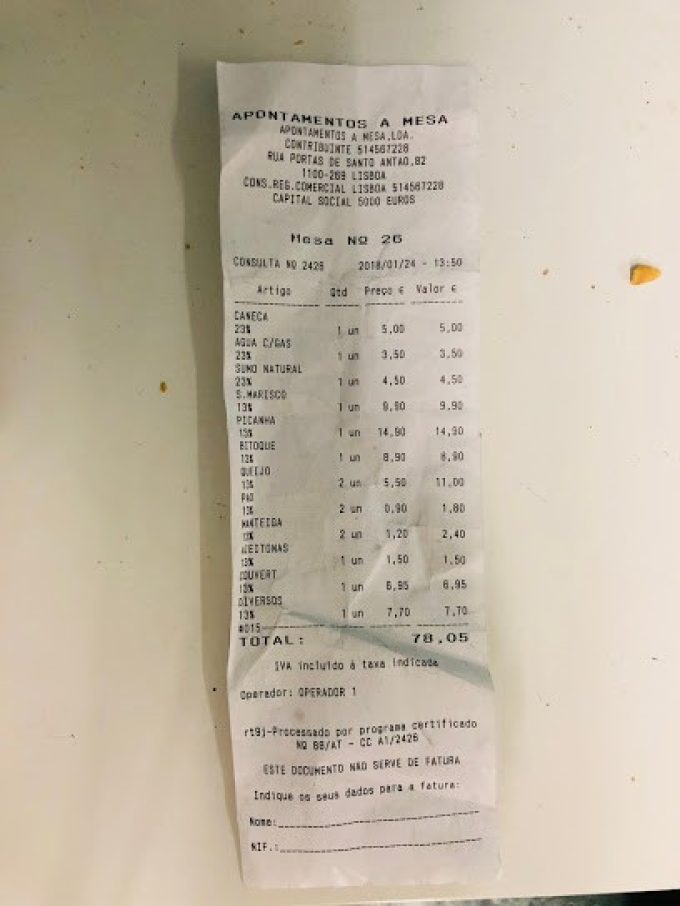 APONTAMENTOS A MESA
APONTAMENTOS A MESA,LDA.
CONTRIBUINTE 514567228
RUA PORTAS DE SANTO ANTAO,82
1100-269 LISBOA
CONS.REG.COMERCIAL LISBOA 514567228
CAPITAL SOCIAL 5000 EUROS
Mesa Nº 26
CONSULTA Nº 2426 2018/01/24 - 13:50
Artigo Qtd Preço € Valor €
CANECA
23% 1 un 5,00 5,00
AGUA C/GAS
23% 1 un 3,50 3,50
SUMO NATURAL
23% 1 un 4,50 4,50
S.MARISCO
13% 1 un 9,90 9,90
PICANHA
13% 1 un 14,90 14,90
BITOQUE
13% 1 un 8,90 8,90
QUEIJO
13% 2 un 5,50 11,00
PAO
13% 2 un 0,90 1,80
MANTEIGA
13% 2 un 1,20 2,40
AZEITONAS
13% 1 un 1,50 1,50
COUVERT
13% 1 un 6,95 6,95
DIVERSOS
13% 1 un 7,70 7,70
#015
TOTAL: 78,05
IVA incluido à taxa indicada
Operador: OPERADOR 1
rt9j-Processado por programa certificado
Nº 88/AT - CC A1/2426
ESTE DOCUMENTO NÃO SERVE DE FATURA
Indique os seus dados para a fatura:
Nome:
NIF.: